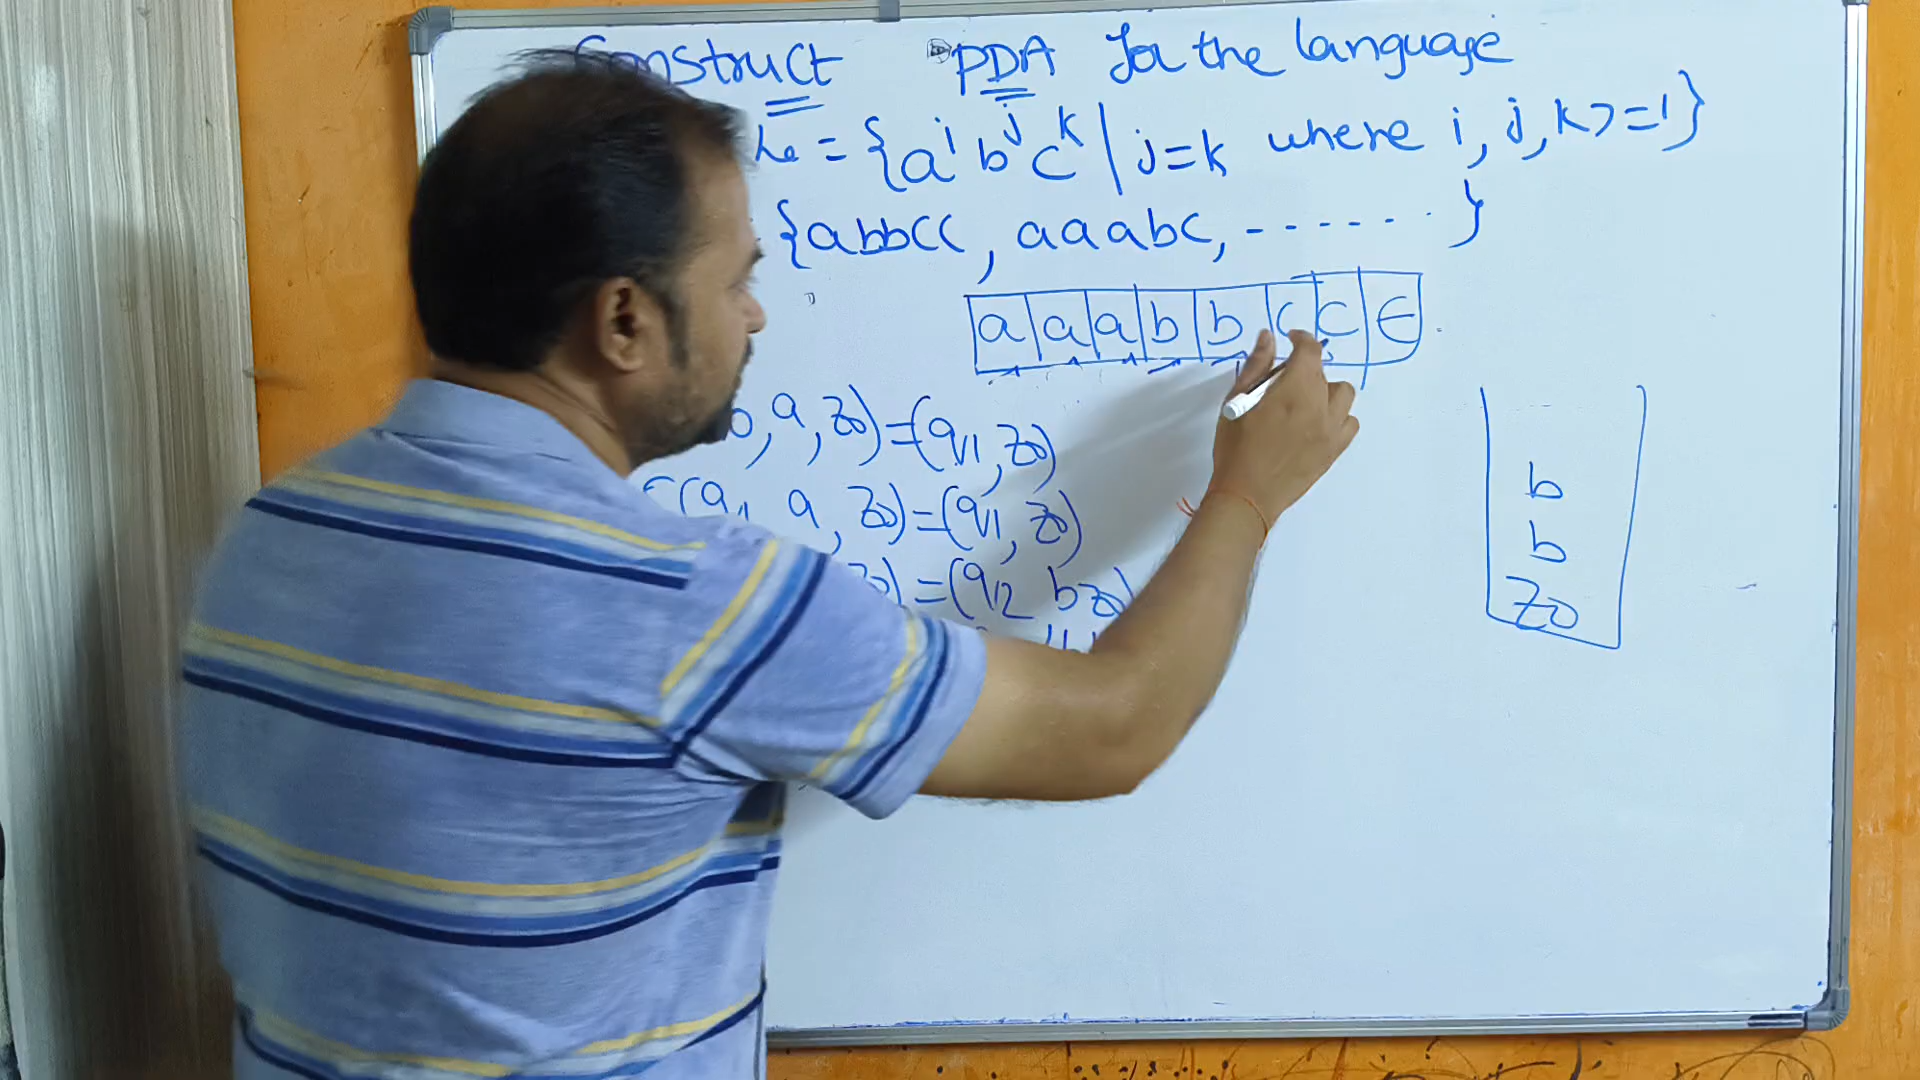 Construct PDA for the language
L = {a^i b^j c^k | j=k where i, j, k >= 1}
{abbcc, aaabc, ------}
a a a b b c c ε
, a, z0) = (q1, z0)
(q1, a, z0) = (q1, z0)
z0) = (q2 bz0)
b
b
z0